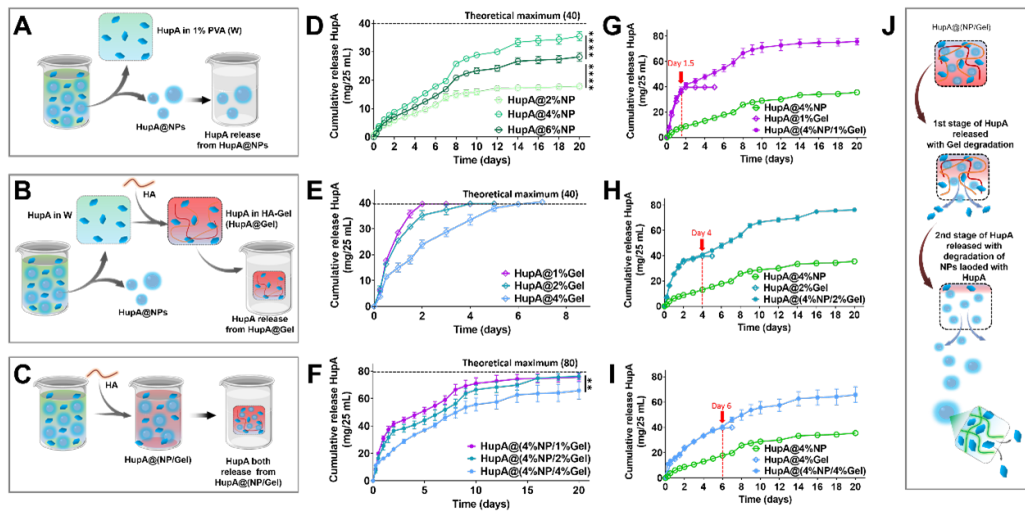 A
HupA in 1% PVA (W)
HupA@NPs
HupA release
from HupA@NPs
B
HA
HupA in W
HupA in HA-Gel
(HupA@Gel)
HupA@NPs
HupA release
from HupA@Gel
C
HA
HupA@(NP/Gel)
HupA both
release from
HupA@(NP/Gel)
D
Theoretical maximum (40)
Cumulative release HupA
(mg/25 mL)
40
30
20
10
0
****
****
HupA@2%NP
HupA@4%NP
HupA@6%NP
0 2 4 6 8 10 12 14 16 18 20
Time (days)
E
Theoretical maximum (40)
Cumulative release HupA
(mg/25 mL)
40
30
20
10
0
HupA@1%Gel
HupA@2%Gel
HupA@4%Gel
0 2 4 6 8
Time (days)
F
Theoretical maximum (80)
Cumulative release HupA
(mg/25 mL)
80
60
40
20
0
**
HupA@(4%NP/1%Gel)
HupA@(4%NP/2%Gel)
HupA@(4%NP/4%Gel)
0 5 10 15 20
Time (days)
G
Cumulative release HupA
(mg/25 mL)
80
60
40
20
0
Day 1.5
HupA@4%NP
HupA@1%Gel
HupA@(4%NP/1%Gel)
0 2 4 6 8 10 12 14 16 18 20
Time (days)
H
Cumulative release HupA
(mg/25 mL)
80
60
40
20
0
Day 4
HupA@4%NP
HupA@2%Gel
HupA@(4%NP/2%Gel)
0 2 4 6 8 10 12 14 16 18 20
Time (days)
I
Cumulative release HupA
(mg/25 mL)
80
60
40
20
0
Day 6
HupA@4%NP
HupA@4%Gel
HupA@(4%NP/4%Gel)
0 2 4 6 8 10 12 14 16 18 20
Time (days)
J
HupA@(NP/Gel)
1st stage of HupA
released
with Gel degradation
2nd stage of HupA
released with
degradation of
NPs laoded with
HupA